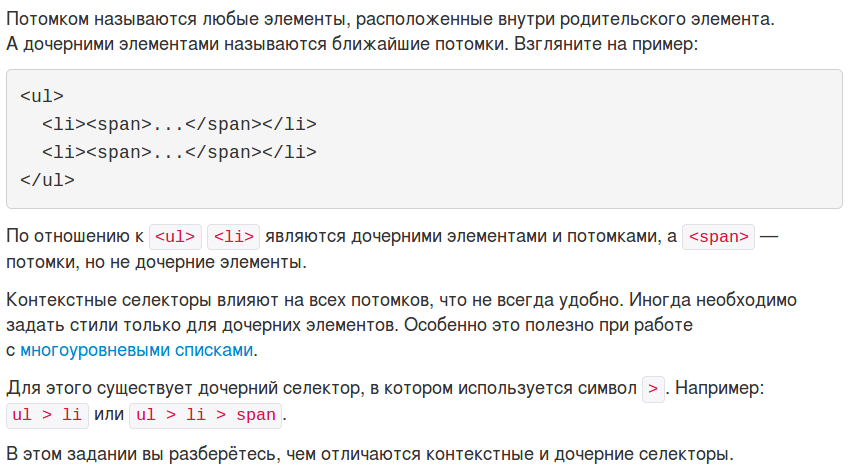 Потомком называются любые элементы, расположенные внутри родительского элемента.
А дочерними элементами называются ближайшие потомки. Взгляните на пример:
<ul>
  <li><span>...</span></li>
  <li><span>...</span></li>
</ul>
По отношению к <ul> <li> являются дочерними элементами и потомками, а <span> —
потомки, но не дочерние элементы.
Контекстные селекторы влияют на всех потомков, что не всегда удобно. Иногда необходимо
задать стили только для дочерних элементов. Особенно это полезно при работе
с многоуровневыми списками.
Для этого существует дочерний селектор, в котором используется символ >. Например:
ul > li или ul > li > span.
В этом задании вы разберётесь, чем отличаются контекстные и дочерние селекторы.